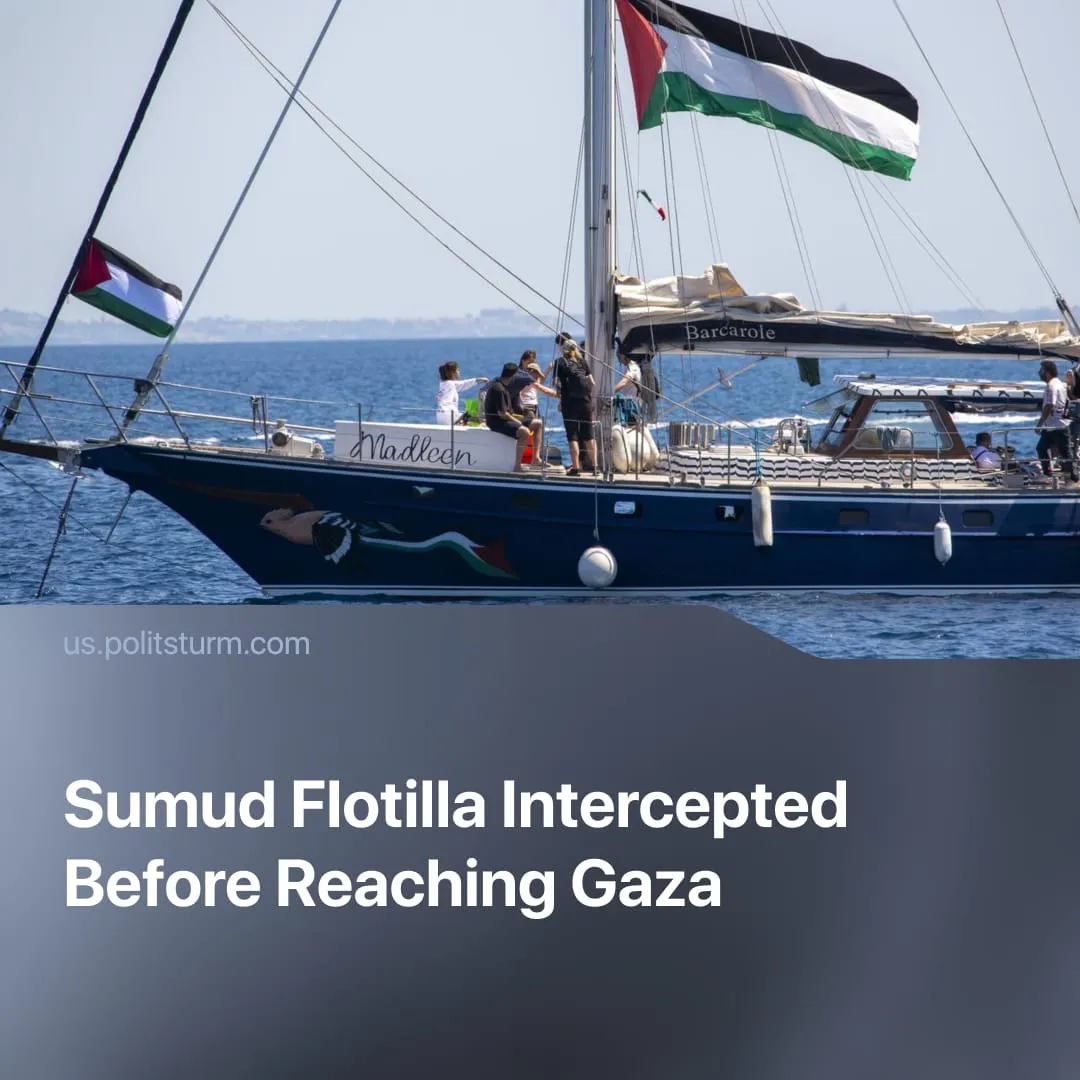 Barcarole
Madleen
us.politsturm.com
Sumud Flotilla Intercepted
Before Reaching Gaza